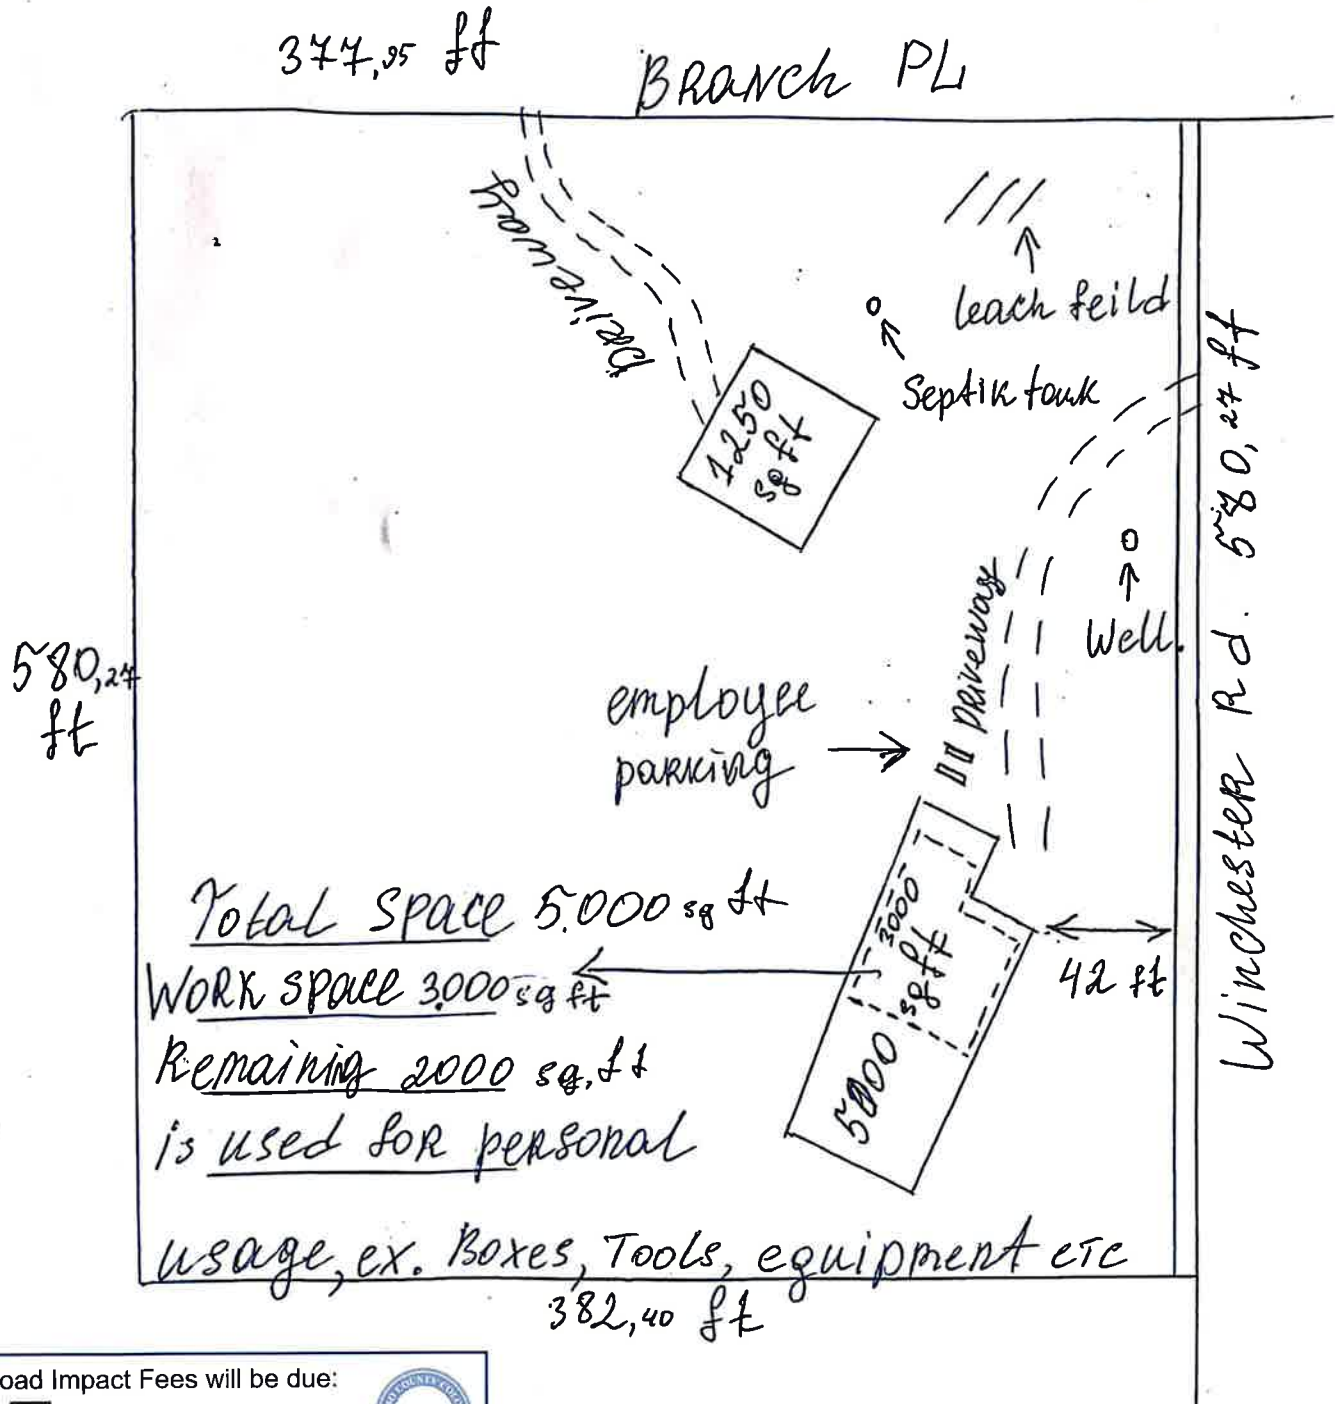 377,95 ft
Branch PL
Driveway
leach feild
Septik tank
1250
sq ft
580,27 ft
Well.
Driveway
580,27
ft
employee
parking
Winchester Rd.
Total space 5.000 sq ft
Work space 3.000 sq ft
Remaining 2000 sq. ft
is used for personal
usage, ex. Boxes, Tools, equipment etc
3000
sq ft
5000
42 ft
382,40 ft
oad Impact Fees will be due: